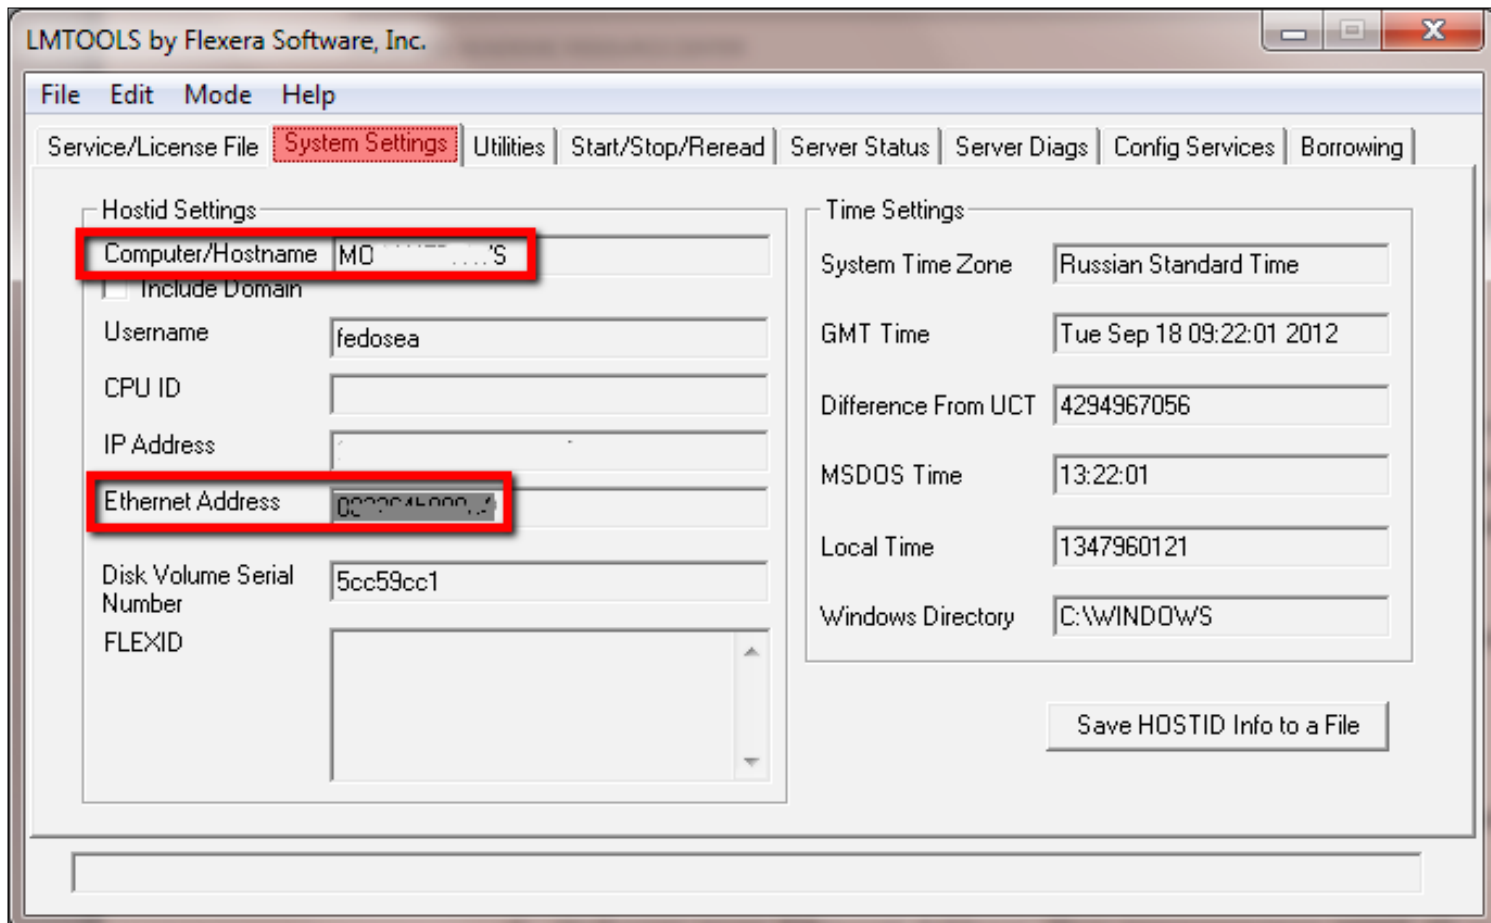 LMTOOLS by Flexera Software, Inc.
File Edit Mode Help
Service/License File System Settings Utilities Start/Stop/Reread Server Status Server Diags Config Services Borrowing
Hostid Settings
Computer/Hostname
Include Domain
Username fedosea
CPU ID
IP Address
Ethernet Address
Disk Volume Serial
Number
5cc59cc1
FLEXID
Time Settings
System Time Zone Russian Standard Time
GMT Time Tue Sep 18 09:22:01 2012
Difference From UCT 4294967056
MSDOS Time 13:22:01
Local Time 1347960121
Windows Directory C:\WINDOWS
Save HOSTID Info to a File